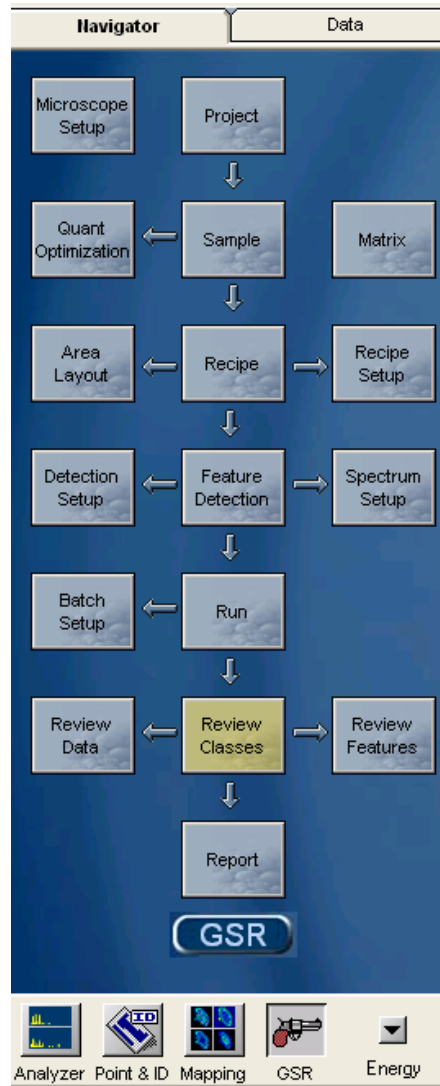 Navigator
Data
Microscope
Setup
Project
Quant
Optimization
Sample
Matrix
Area
Layout
Recipe
Recipe
Setup
Detection
Setup
Feature
Detection
Spectrum
Setup
Batch
Setup
Run
Review
Data
Review
Classes
Review
Features
Report
GSR
ID
Analyzer
Point & ID
Mapping
GSR
Energy